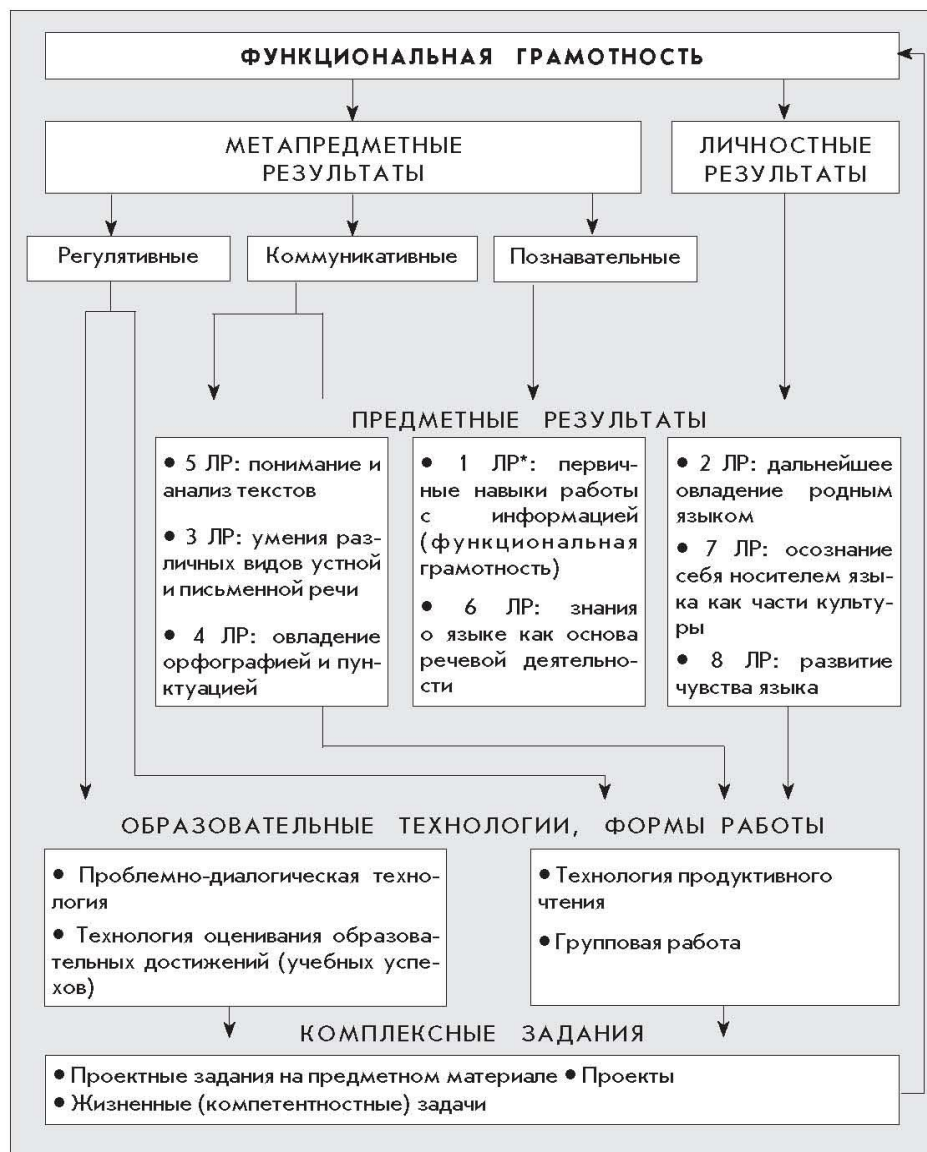 ФУНКЦИОНАЛЬНАЯ ГРАМОТНОСТЬ
МЕТАПРЕДМЕТНЫЕ
РЕЗУЛЬТАТЫ
ЛИЧНОСТНЫЕ
РЕЗУЛЬТАТЫ
Регулятивные
Коммуникативные
Познавательные
ПРЕДМЕТНЫЕ РЕЗУЛЬТАТЫ
● 5 ЛР: понимание и
анализ текстов
● 3 ЛР: умения раз-
личных видов устной
и письменной речи
● 4 ЛР: овладение
орфографией и пун-
ктуацией
● 1 ЛР*: первич-
ные навыки работы
с информацией
(функциональная
грамотность)
● 6 ЛР: знания
о языке как основа
речевой деятельно-
сти
● 2 ЛР: дальнейшее
овладение родным
языком
● 7 ЛР: осознание
себя носителем язы-
ка как части культу-
ры
● 8 ЛР: развитие
чувства языка
ОБРАЗОВАТЕЛЬНЫЕ ТЕХНОЛОГИИ, ФОРМЫ РАБОТЫ
● Проблемно-диалогическая техно-
логия
● Технология оценивания образова-
тельных достижений (учебных успе-
хов)
● Технология продуктивного
чтения
● Групповая работа
КОМПЛЕКСНЫЕ ЗАДАНИЯ
● Проектные задания на предметном материале ● Проекты
● Жизненные (компетентностные) задачи